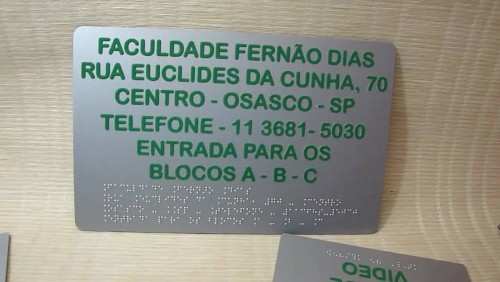 FACULDADE FERNÃO DIAS
RUA EUCLIDES DA CUNHA, 70
CENTRO - OSASCO - SP
TELEFONE - 11 3681- 5030
ENTRADA PARA OS
BLOCOS A - B - C
VIDEO